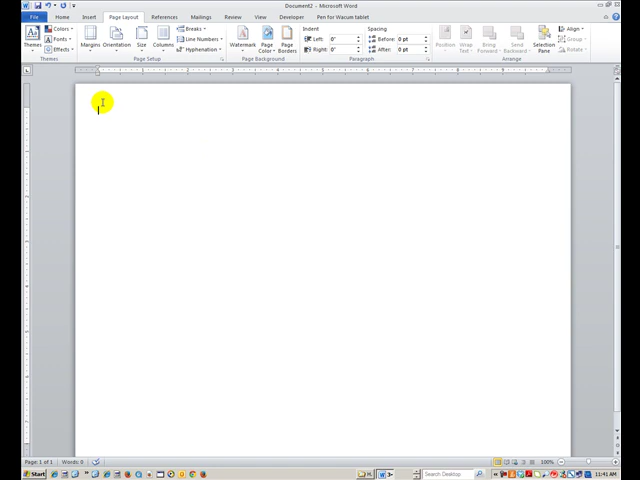 Document2 - Microsoft Word
File Home Insert Page Layout References Mailings Review View Developer Pen for Wacum tablet
Themes Colors Fonts Effects Margins Orientation Size Columns Breaks Line Numbers Hyphenation Watermark Page Color Page Borders Indent Left: 0" Right: 0" Spacing Before: 0 pt After: 0 pt Position Wrap Text Bring Forward Send Backward Selection Pane Align Group Rotate
Themes Page Setup Page Background Paragraph Arrange
Page: 1 of 1 Words: 0 100%
Start Search Desktop 11:41 AM